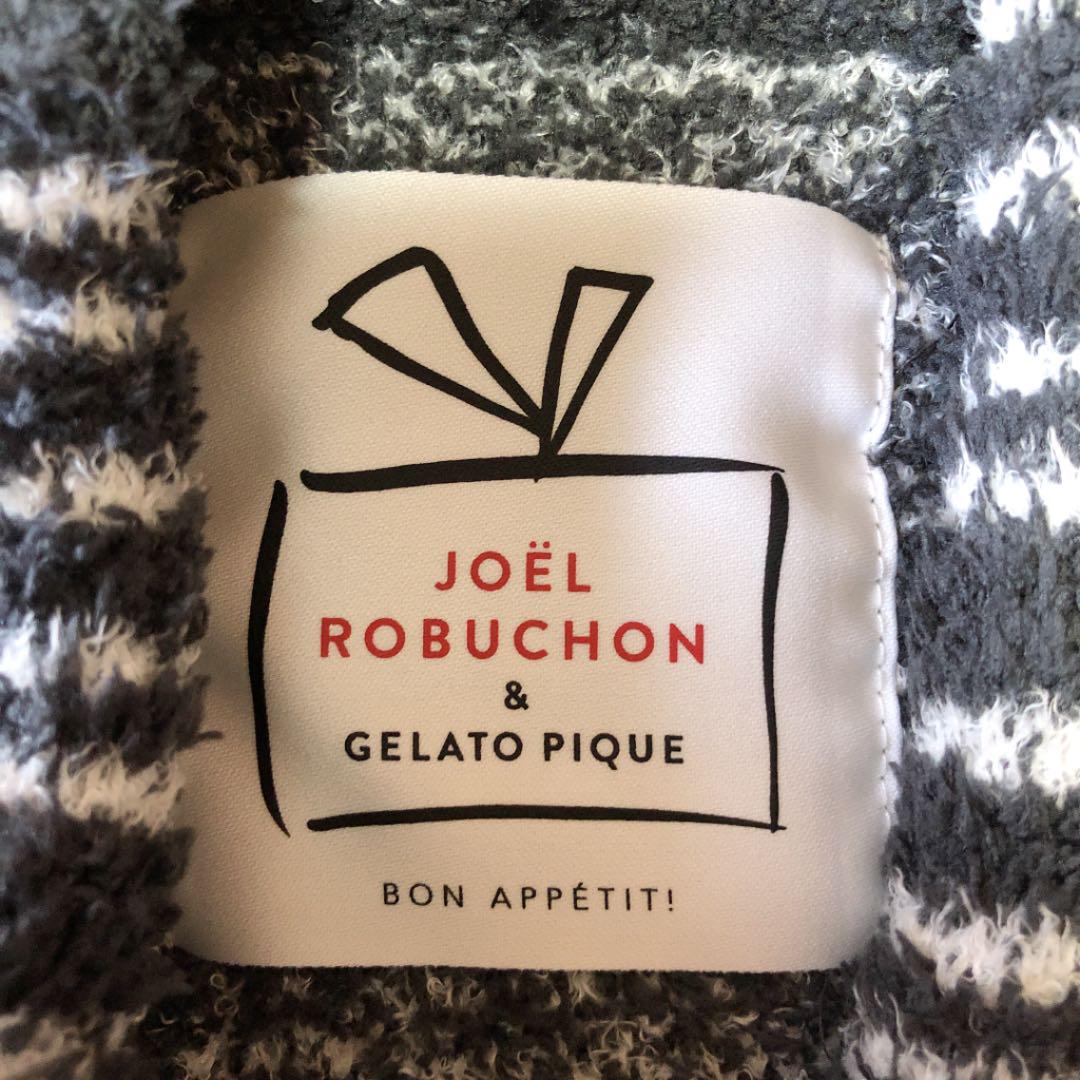 JOËL
ROBUCHON
&
GELATO PIQUE
BON APPÉTIT!